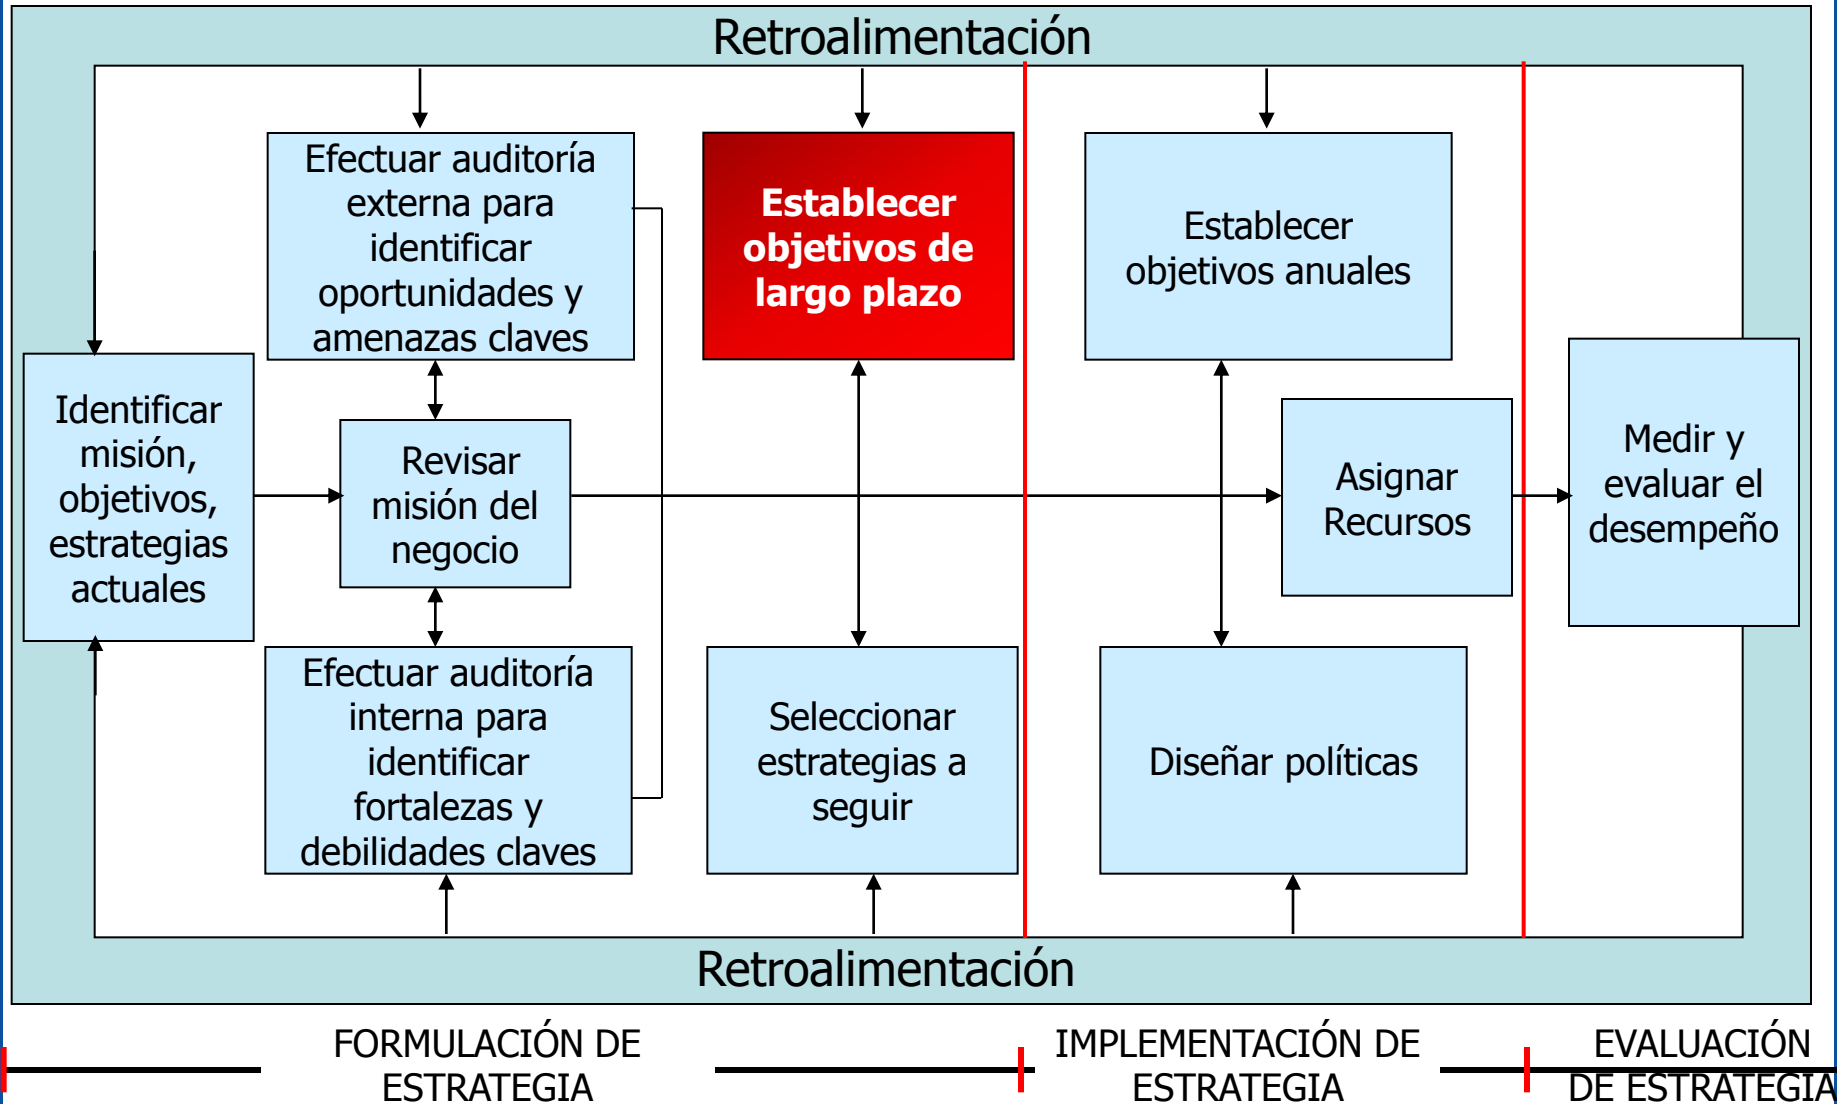 Retroalimentación
Efectuar auditoría
externa para
identificar
oportunidades y
amenazas claves
Establecer
objetivos de
largo plazo
Establecer
objetivos anuales
Identificar
misión,
objetivos,
estrategias
actuales
Revisar
misión del
negocio
Asignar
Recursos
Medir y
evaluar el
desempeño
Efectuar auditoría
interna para
identificar
fortalezas y
debilidades claves
Seleccionar
estrategias a
seguir
Diseñar políticas
Retroalimentación
FORMULACIÓN DE
ESTRATEGIA
IMPLEMENTACIÓN DE
ESTRATEGIA
EVALUACIÓN
DE ESTRATEGIA